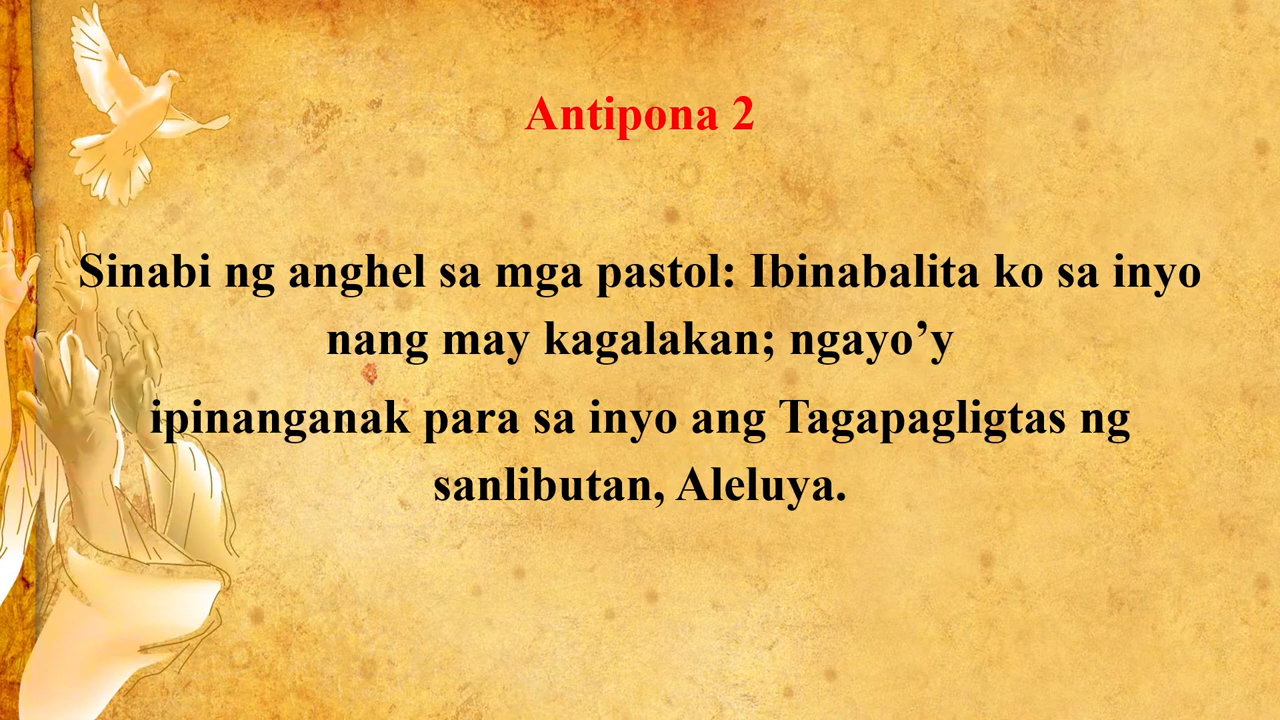 Antipona 2
Sinabi ng anghel sa mga pastol: Ibinabalita ko sa inyo
nang may kagalakan; ngayo’y
ipinanganak para sa inyo ang Tagapagligtas ng
sanlibutan, Aleluya.